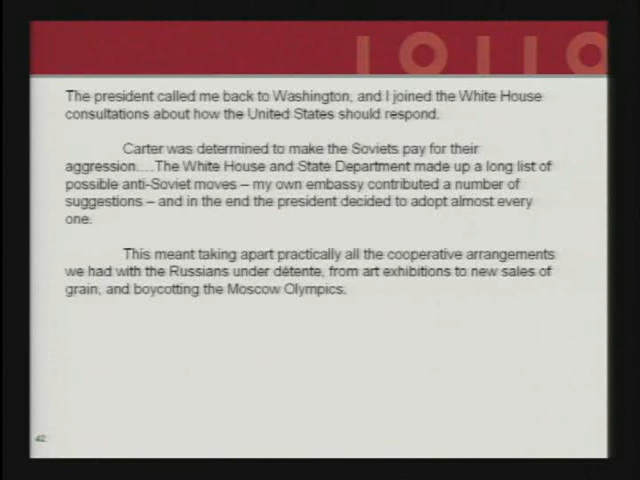 10110
The president called me back to Washington, and I joined the White House
consultations about how the United States should respond.
Carter was determined to make the Soviets pay for their
aggression....The White House and State Department made up a long list of
possible anti-Soviet moves – my own embassy contributed a number of
suggestions – and in the end the president decided to adopt almost every
one.
This meant taking apart practically all the cooperative arrangements
we had with the Russians under détente, from art exhibitions to new sales of
grain, and boycotting the Moscow Olympics.
42